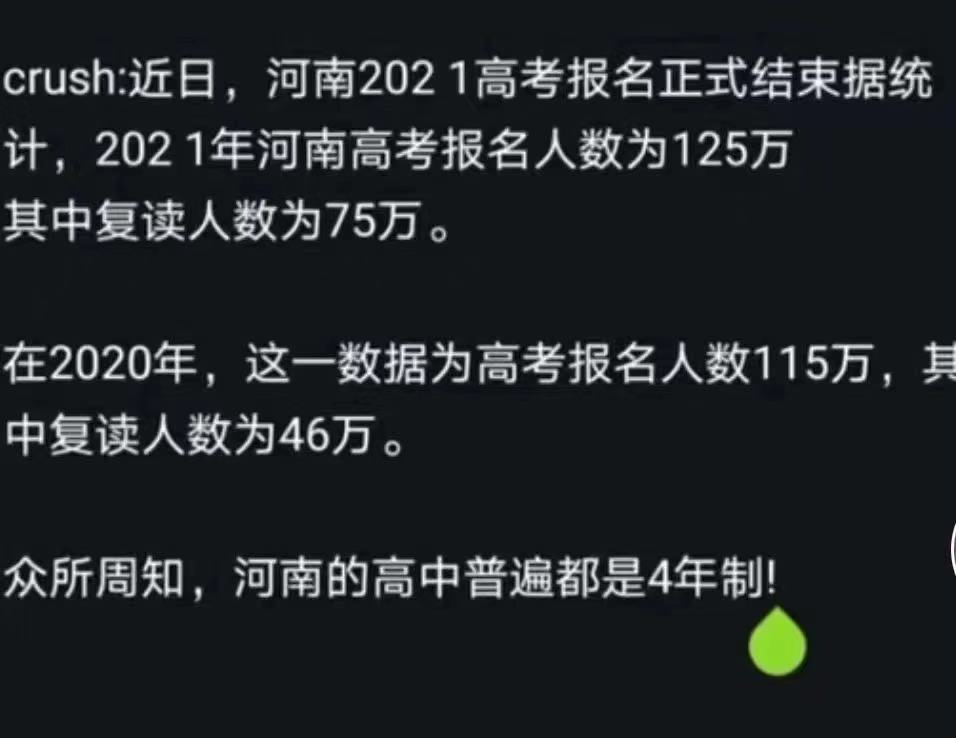 crush:近日，河南202 1高考报名正式结束据统
计，202 1年河南高考报名人数为125万
其中复读人数为75万。
在2020年，这一数据为高考报名人数115万，其
中复读人数为46万。
众所周知，河南的高中普遍都是4年制!